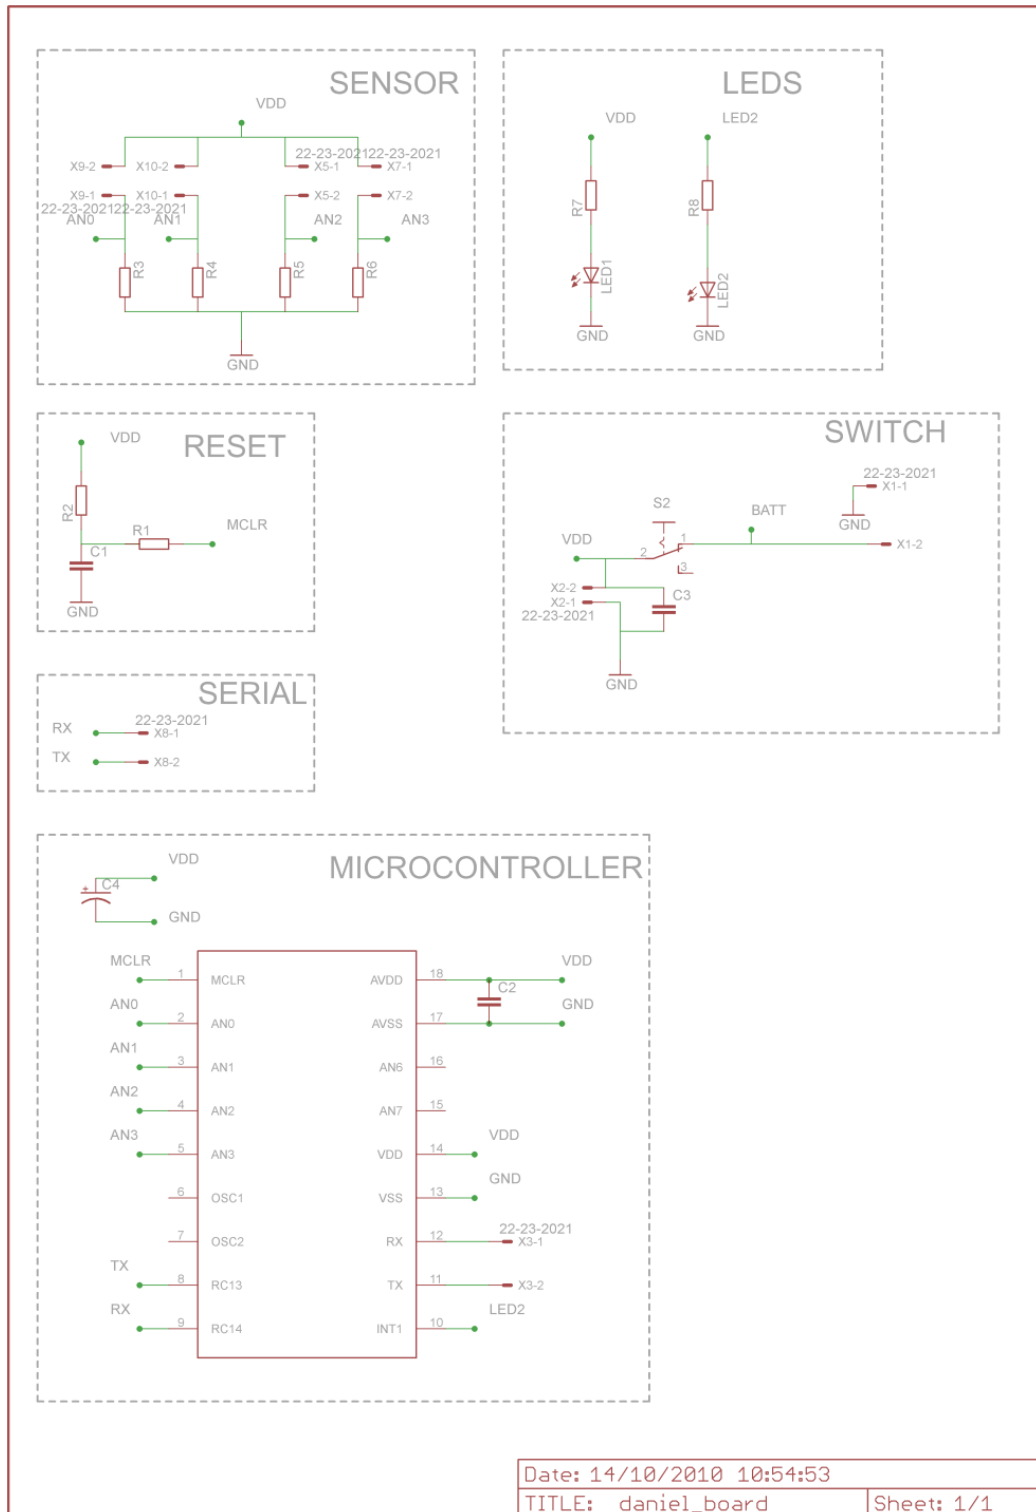 SENSOR
VDD
22-23-2021 22-23-2021
X9-2 X10-2 X5-1 X7-1
X9-1 X10-1 X5-2 X7-2
22-23-2021 22-23-2021
AN0 AN1 AN2 AN3
R3 R4 R5 R6
GND
LEDS
VDD LED2
R7 R8
LED1 LED2
GND GND
RESET
VDD
R2
R1 MCLR
C1
GND
SWITCH
22-23-2021
X1-1
S2 BATT GND
VDD 2 1 X1-2
3
X2-2 C3
X2-1
22-23-2021
GND
SERIAL
22-23-2021
RX X8-1
TX X8-2
MICROCONTROLLER
VDD
+ C4
GND
MCLR 1 MCLR AVDD 18 VDD
C2
AN0 2 AN0 AVSS 17 GND
AN1 3 AN1 AN6 16
AN2 4 AN2 AN7 15
AN3 5 AN3 VDD 14 VDD
6 OSC1 VSS 13 GND
22-23-2021
7 OSC2 RX 12 X3-1
TX 8 RC13 TX 11 X3-2
RX 9 RC14 INT1 10 LED2
Date: 14/10/2010 10:54:53
TITLE: daniel_board Sheet: 1/1